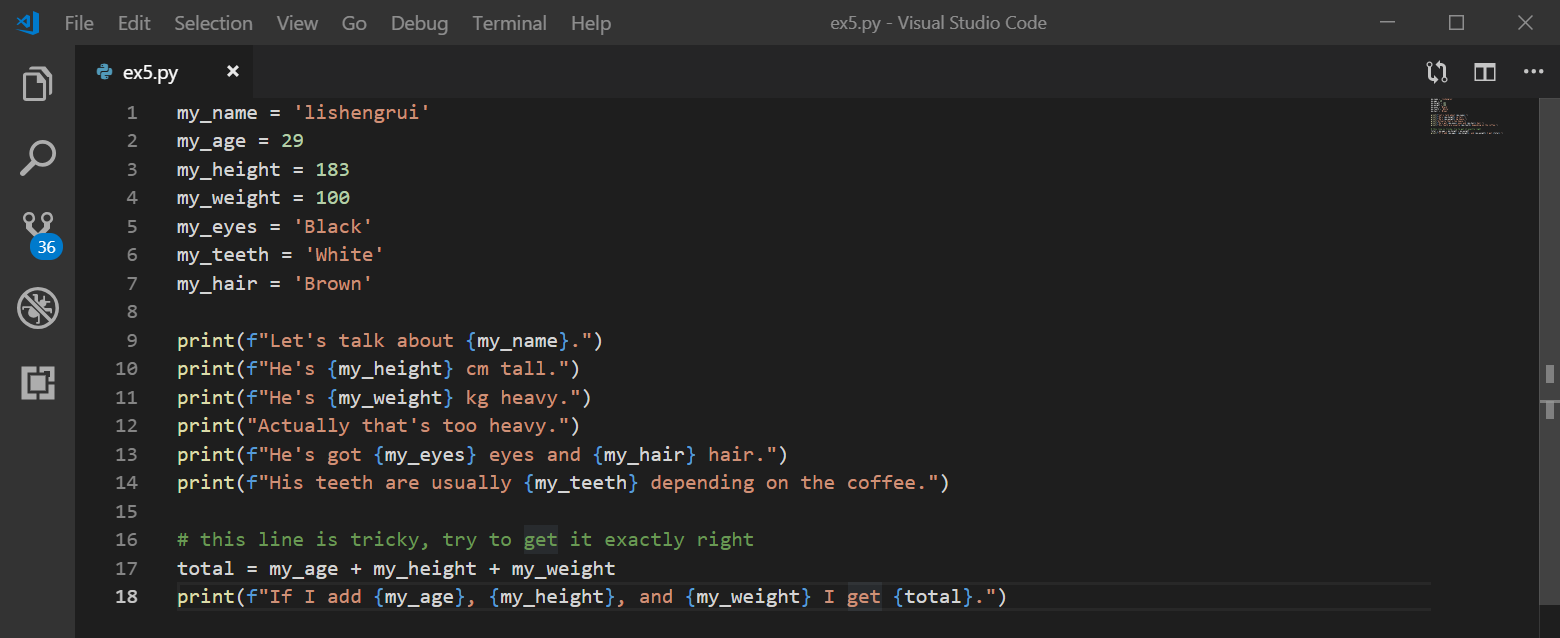 File Edit Selection View Go Debug Terminal Help ex5.py - Visual Studio Code
ex5.py
36
1 my_name = 'lishengrui'
2 my_age = 29
3 my_height = 183
4 my_weight = 100
5 my_eyes = 'Black'
6 my_teeth = 'White'
7 my_hair = 'Brown'
8
9 print(f"Let's talk about {my_name}.")
10 print(f"He's {my_height} cm tall.")
11 print(f"He's {my_weight} kg heavy.")
12 print("Actually that's too heavy.")
13 print(f"He's got {my_eyes} eyes and {my_hair} hair.")
14 print(f"His teeth are usually {my_teeth} depending on the coffee.")
15
16 # this line is tricky, try to get it exactly right
17 total = my_age + my_height + my_weight
18 print(f"If I add {my_age}, {my_height}, and {my_weight} I get {total}.")